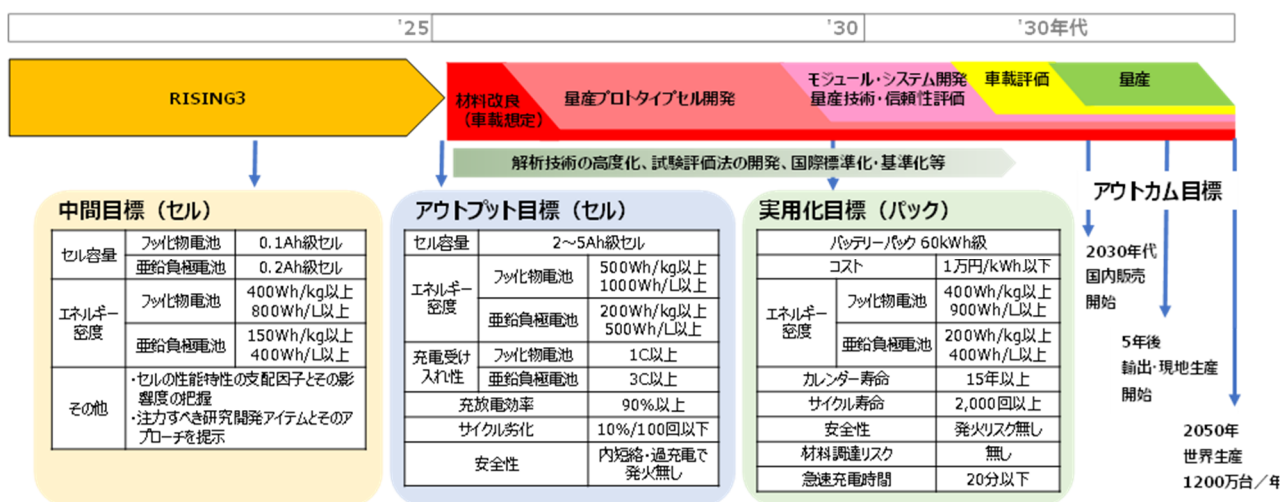 '25
'30
'30年代
RISING3
材料改良
（車載想定）
量産プロトタイプセル開発
モジュール・システム開発
量産技術・信頼性評価
車載評価
量産
解析技術の高度化、試験評価法の開発、国際標準化・基準化等
中間目標（セル）
セル容量
フッ化物電池 0.1Ah級セル
亜鉛負極電池 0.2Ah級セル
エネルギー
密度
フッ化物電池
400Wh/kg以上
800Wh/L以上
亜鉛負極電池
150Wh/kg以上
400Wh/L以上
その他
・セルの性能特性の支配因子とその影
響度の把握
・注力すべき研究開発アイテムとそのア
プローチを提示
アウトプット目標（セル）
セル容量 2～5Ah級セル
エネルギー
密度
フッ化物電池
500Wh/kg以上
1000Wh/L以上
亜鉛負極電池
200Wh/kg以上
500Wh/L以上
充電受け
入れ性
フッ化物電池 1C以上
亜鉛負極電池 3C以上
充放電効率 90%以上
サイクル劣化 10%/100回以下
安全性
内短絡・過充電で
発火無し
実用化目標（パック）
バッテリーパック 60kWh級
コスト 1万円/kWh以下
エネルギー
密度
フッ化物電池
400Wh/kg以上
900Wh/L以上
亜鉛負極電池
200Wh/kg以上
400Wh/L以上
カレンダー寿命 15年以上
サイクル寿命 2,000回以上
安全性 発火リスク無し
材料調達リスク 無し
急速充電時間 20分以下
アウトカム目標
2030年代
国内販売
開始
5年後
輸出・現地生産
開始
2050年
世界生産
1200万台／年